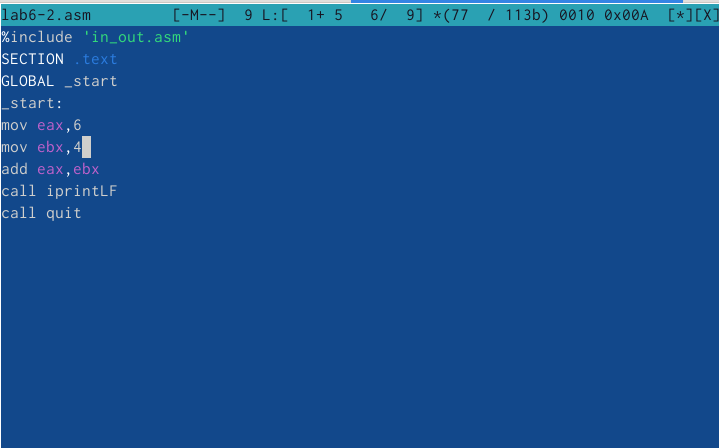 lab6-2.asm [-M--] 9 L:[ 1+ 5 6/ 9] *(77 / 113b) 0010 0x00A [*][X]
%include 'in_out.asm'
SECTION .text
GLOBAL _start
_start:
mov eax,6
mov ebx,4
add eax,ebx
call iprintLF
call quit